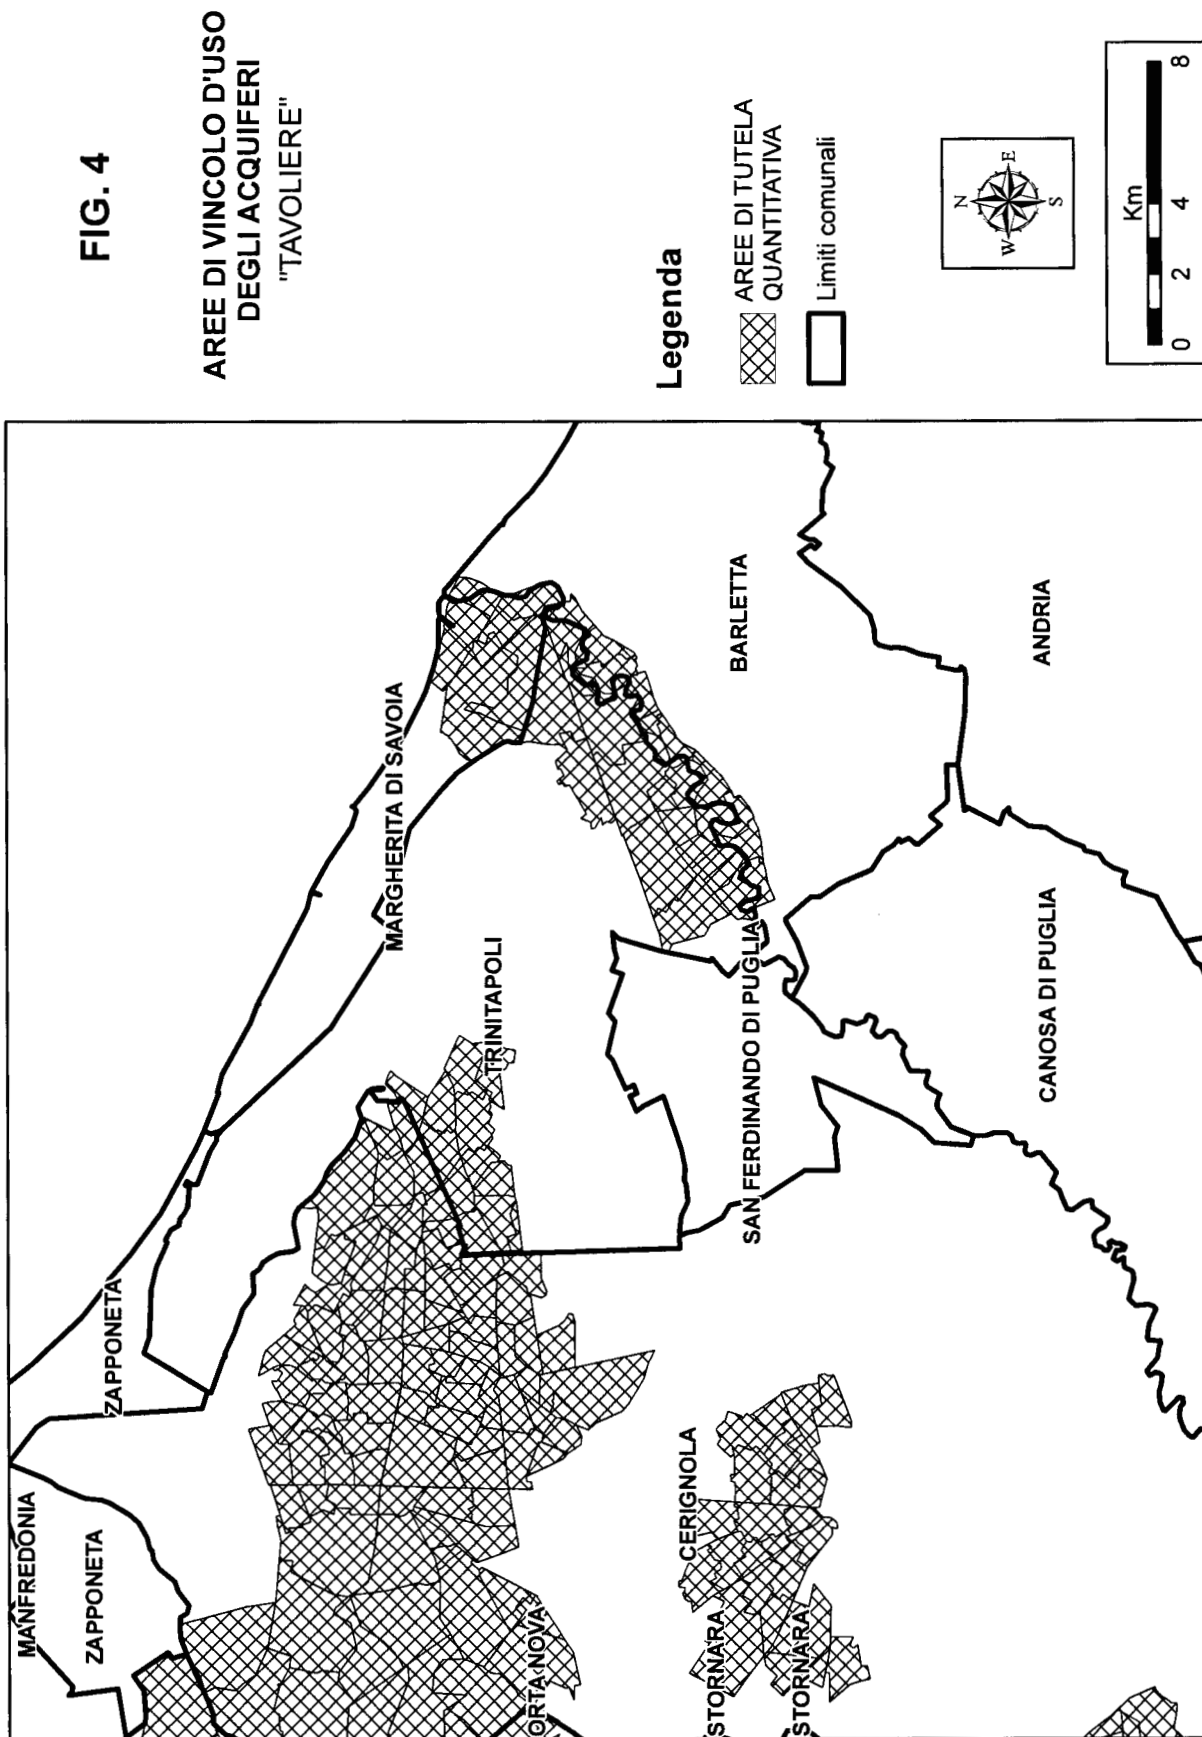 FIG. 4
AREE DI VINCOLO D'USO
DEGLI ACQUIFERI
"TAVOLIERE"
Legenda
AREE DI TUTELA
QUANTITATIVA
Limiti comunali
N
W
E
S
Km
0 2 4 8
MANFREDONIA
ZAPPONETA
ZAPPONETA
MARGHERITA DI SAVOIA
TRINITAPOLI
BARLETTA
SAN FERDINANDO DI PUGLIA
ANDRIA
CANOSA DI PUGLIA
CERIGNOLA
ORTA NOVA
STORNARA
STORNARA